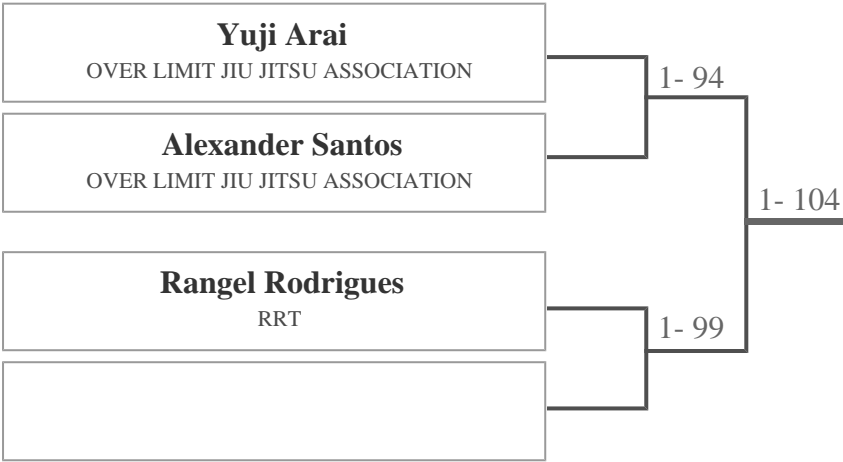 Yuji Arai
OVER LIMIT JIU JITSU ASSOCIATION
1- 94
Alexander Santos
OVER LIMIT JIU JITSU ASSOCIATION
1- 104
Rangel Rodrigues
RRT
1- 99